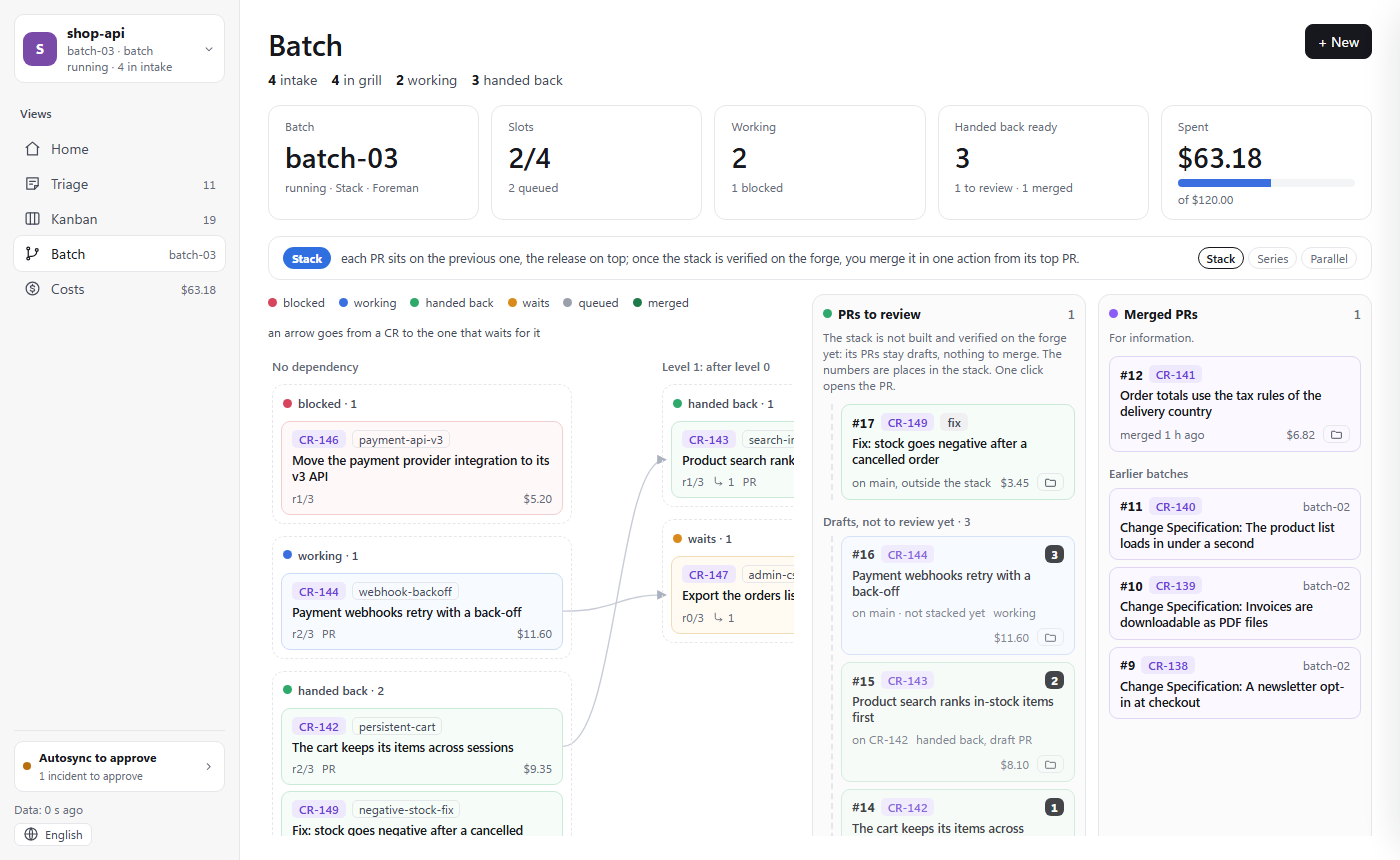 S
shop-api
batch-03 · batch
running · 4 in intake
Views
Home
Triage 11
Kanban 19
Batch batch-03
Costs $63.18
Autosync to approve
1 incident to approve
Data: 0 s ago
English
Batch
+ New
4 intake 4 in grill 2 working 3 handed back
Batch
batch-03
running · Stack · Foreman
Slots
2/4
2 queued
Working
2
1 blocked
Handed back ready
3
1 to review · 1 merged
Spent
$63.18
of $120.00
Stack each PR sits on the previous one, the release on top; once the stack is verified on the forge, you merge it in one action from its top PR.
Stack Series Parallel
blocked working handed back waits queued merged
an arrow goes from a CR to the one that waits for it
No dependency
blocked · 1
CR-146 payment-api-v3
Move the payment provider integration to its
v3 API
r1/3 $5.20
working · 1
CR-144 webhook-backoff
Payment webhooks retry with a back-off
r2/3 PR $11.60
handed back · 2
CR-142 persistent-cart
The cart keeps its items across sessions
r2/3 PR $9.35
CR-149 negative-stock-fix
Fix: stock goes negative after a cancelled
Level 1: after level 0
handed back · 1
CR-143
Product search rank
r1/3 1 PR
waits · 1
CR-147
Export the orders
r0/3 1
PRs to review 1
The stack is not built and verified on the forge
yet: its PRs stay drafts, nothing to merge. The
numbers are places in the stack. One click
opens the PR.
#17 CR-149 fix
Fix: stock goes negative after a
cancelled order
on main, outside the stack $3.45
Drafts, not to review yet · 3
#16 CR-144 3
Payment webhooks retry with a
back-off
on main · not stacked yet working
$11.60
#15 CR-143 2
Product search ranks in-stock items
first
on CR-142 handed back, draft PR
$8.10
#14 CR-142 1
The cart keeps its items across
Merged PRs 1
For information.
#12 CR-141
Order totals use the tax rules of the
delivery country
merged 1 h ago $6.82
Earlier batches
#11 CR-140 batch-02
Change Specification: The product list
loads in under a second
#10 CR-139 batch-02
Change Specification: Invoices are
downloadable as PDF files
#9 CR-138 batch-02
Change Specification: A newsletter opt-
in at checkout